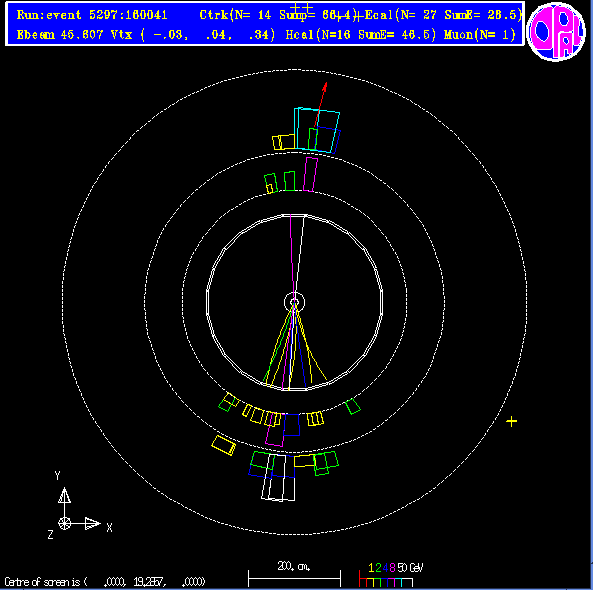 Run:event 5297:160041 Ctrk(N= 14 Sump= 66.4) Ecal(N= 27 SumE= 28.5)
Ebeam 45.607 Vtx ( -.03, .04, .34) Hcal(N=16 SumE= 46.5) Muon(N= 1)
OPAL
Y
X
Z
200. cm.
1 2 4 8 50 GeV
Centre of screen is ( .0000, 19.2857, .0000)